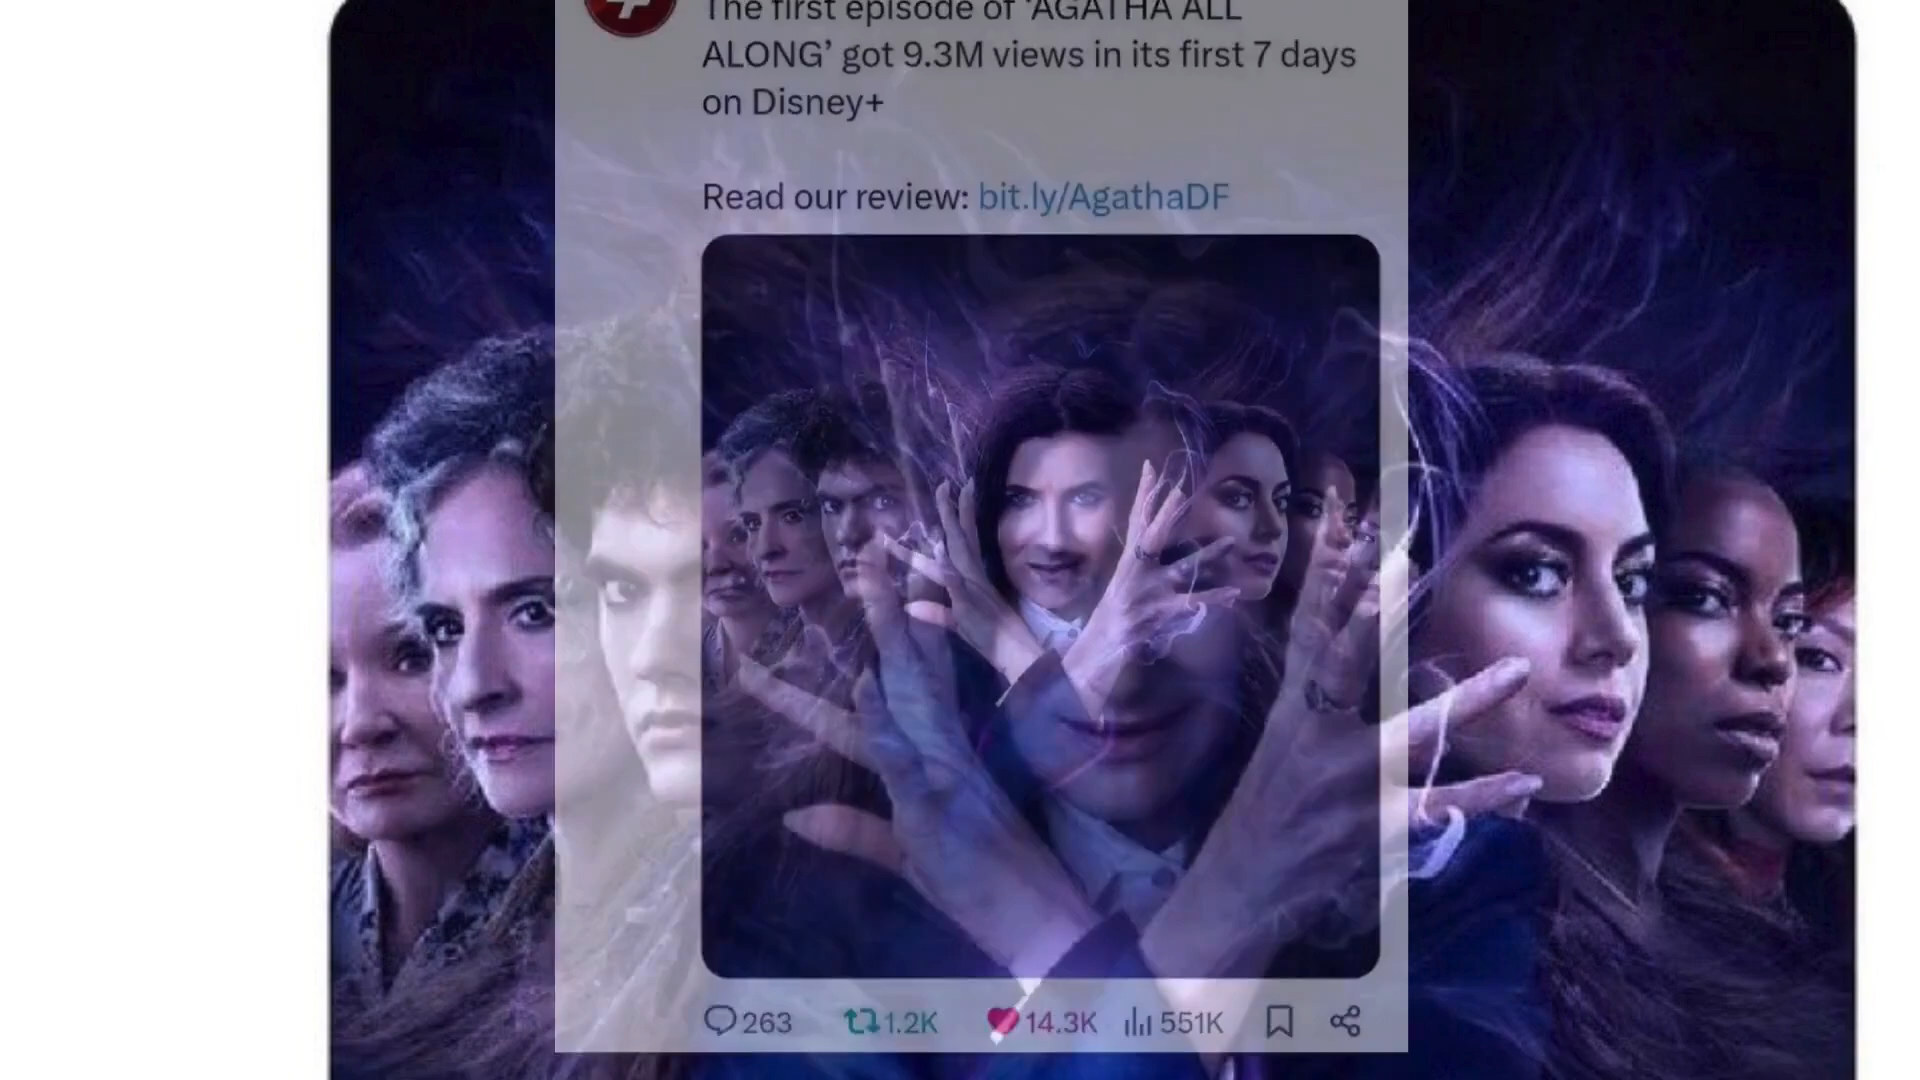 The first episode of ‘AGATHA ALL
ALONG’ got 9.3M views in its first 7 days
on Disney+
Read our review: bit.ly/AgathaDF
263 1.2K 14.3K 551K